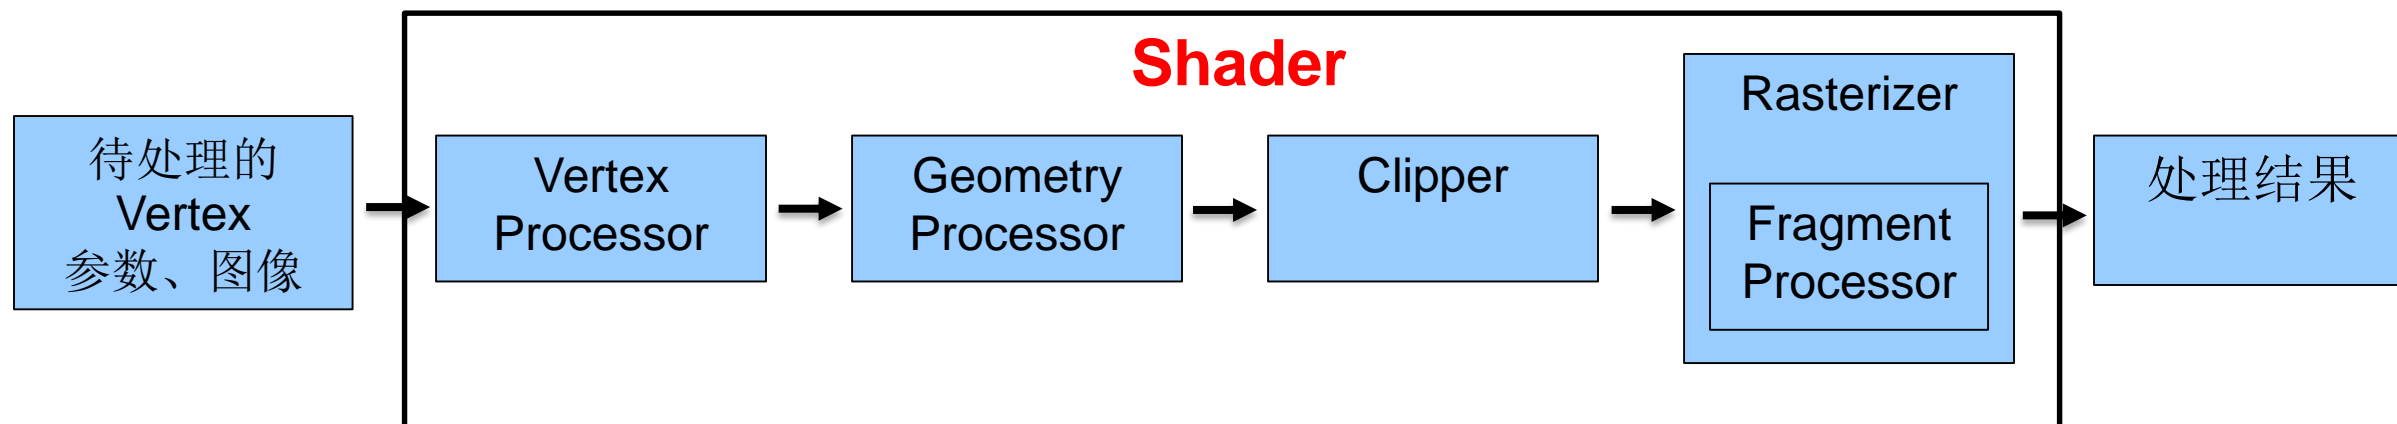 Shader
待处理的
Vertex
参数、图像
Vertex
Processor
Geometry
Processor
Clipper
Rasterizer
Fragment
Processor
处理结果